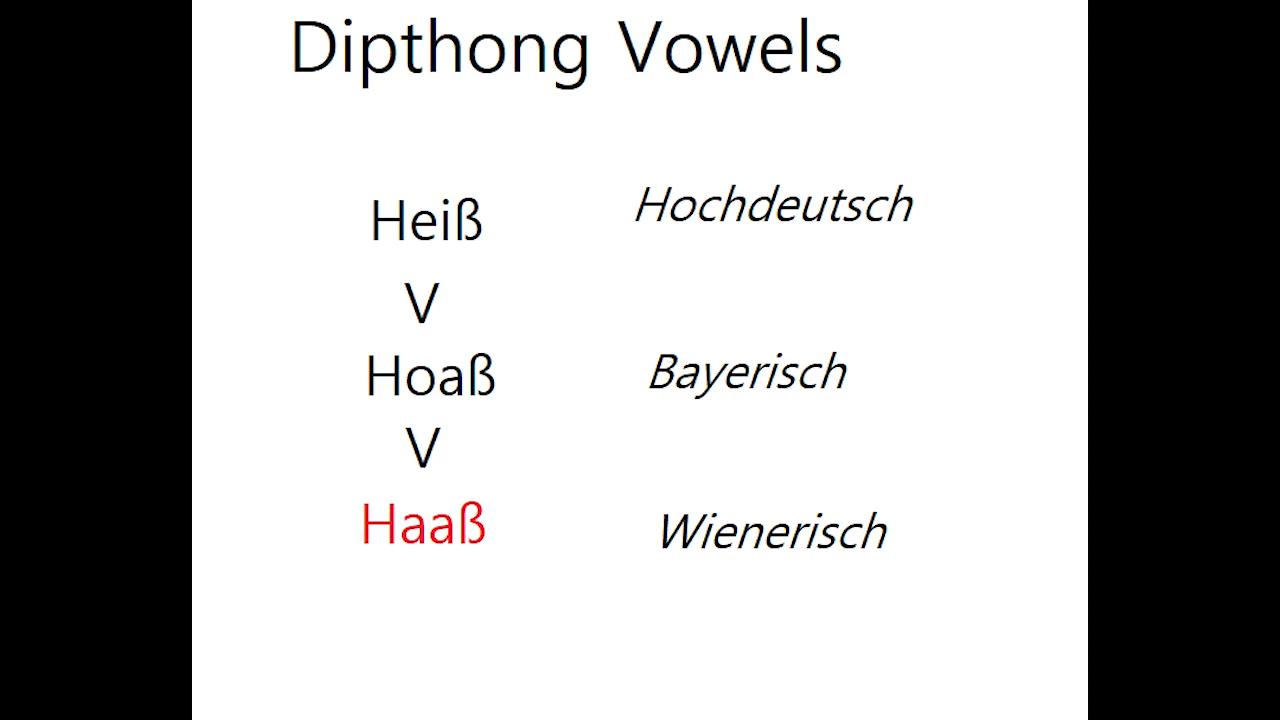 Dipthong Vowels
Heiß Hochdeutsch
V
Hoaß Bayerisch
V
Haaß Wienerisch